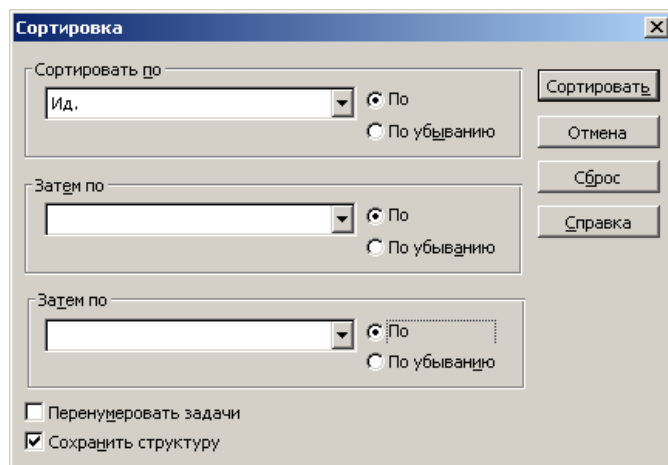 Сортировка
Сортировать по
Ид.
По
По убыванию
Сортировать
Отмена
Сброс
Справка
Затем по
По
По убыванию
Затем по
По
По убыванию
Перенумеровать задачи
Сохранить структуру